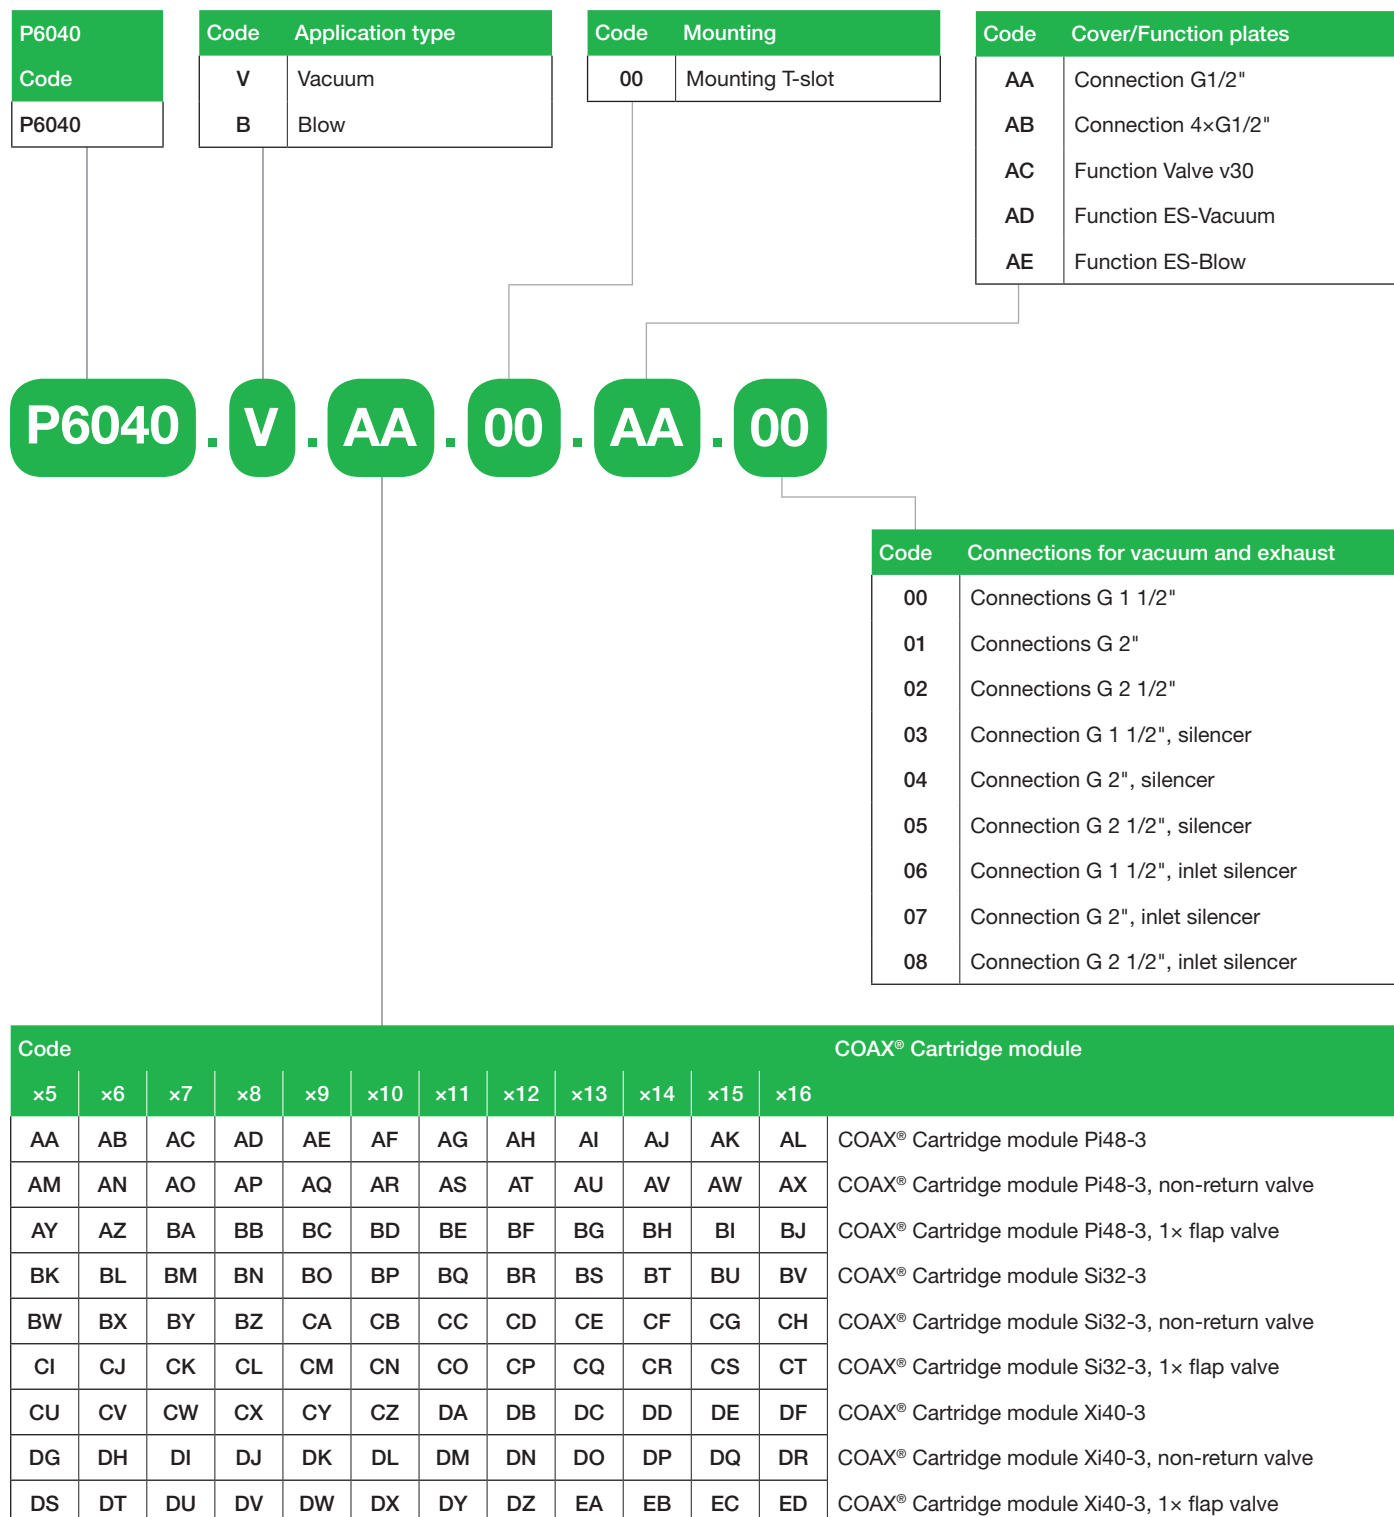 P6040
Code
P6040
Code Application type
V Vacuum
B Blow
Code Mounting
00 Mounting T-slot
Code Cover/Function plates
AA Connection G1/2"
AB Connection 4×G1/2"
AC Function Valve v30
AD Function ES-Vacuum
AE Function ES-Blow
P6040 . V . AA . 00 . AA . 00
Code Connections for vacuum and exhaust
00 Connections G 1 1/2"
01 Connections G 2"
02 Connections G 2 1/2"
03 Connection G 1 1/2", silencer
04 Connection G 2", silencer
05 Connection G 2 1/2", silencer
06 Connection G 1 1/2", inlet silencer
07 Connection G 2", inlet silencer
08 Connection G 2 1/2", inlet silencer
Code COAX® Cartridge module
×5 ×6 ×7 ×8 ×9 ×10 ×11 ×12 ×13 ×14 ×15 ×16
AA AB AC AD AE AF AG AH AI AJ AK AL COAX® Cartridge module Pi48-3
AM AN AO AP AQ AR AS AT AU AV AW AX COAX® Cartridge module Pi48-3, non-return valve
AY AZ BA BB BC BD BE BF BG BH BI BJ COAX® Cartridge module Pi48-3, 1× flap valve
BK BL BM BN BO BP BQ BR BS BT BU BV COAX® Cartridge module Si32-3
BW BX BY BZ CA CB CC CD CE CF CG CH COAX® Cartridge module Si32-3, non-return valve
CI CJ CK CL CM CN CO CP CQ CR CS CT COAX® Cartridge module Si32-3, 1× flap valve
CU CV CW CX CY CZ DA DB DC DD DE DF COAX® Cartridge module Xi40-3
DG DH DI DJ DK DL DM DN DO DP DQ DR COAX® Cartridge module Xi40-3, non-return valve
DS DT DU DV DW DX DY DZ EA EB EC ED COAX® Cartridge module Xi40-3, 1× flap valve